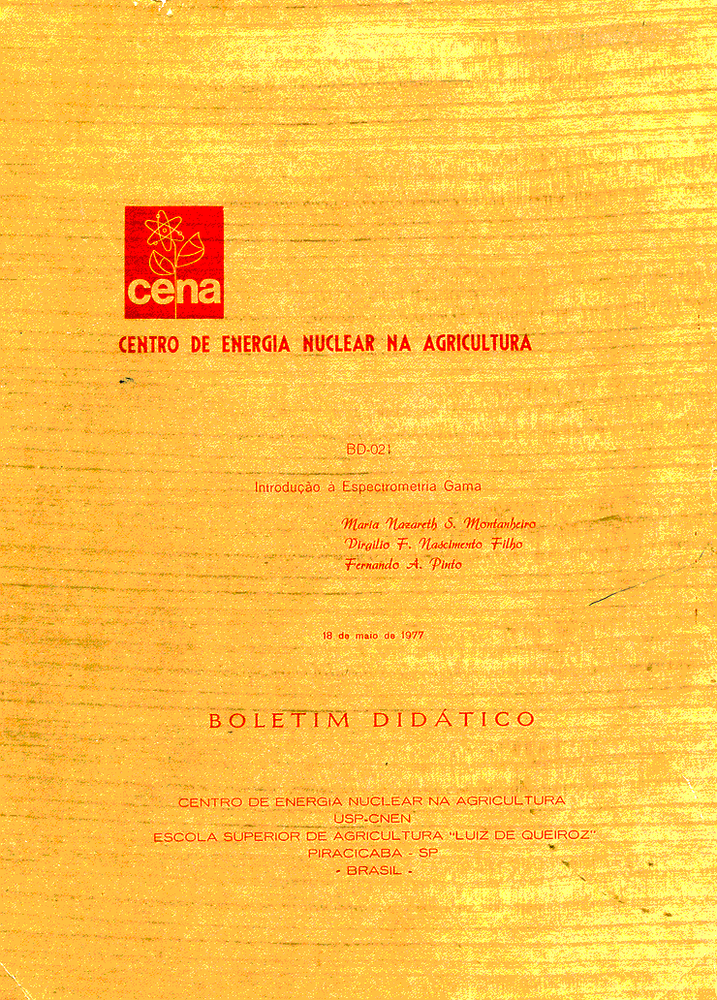 cena
CENTRO DE ENERGIA NUCLEAR NA AGRICULTURA
BD-021
Introdução à Espectrometria Gama
Maria Nazareth S. Montanheiro
Virgilio F. Nascimento Filho
Fernando A. Pinto
18 de maio de 1977
BOLETIM DIDÁTICO
CENTRO DE ENERGIA NUCLEAR NA AGRICULTURA
USP-CNEN
ESCOLA SUPERIOR DE AGRICULTURA "LUIZ DE QUEIROZ"
PIRACICABA - SP
- BRASIL -